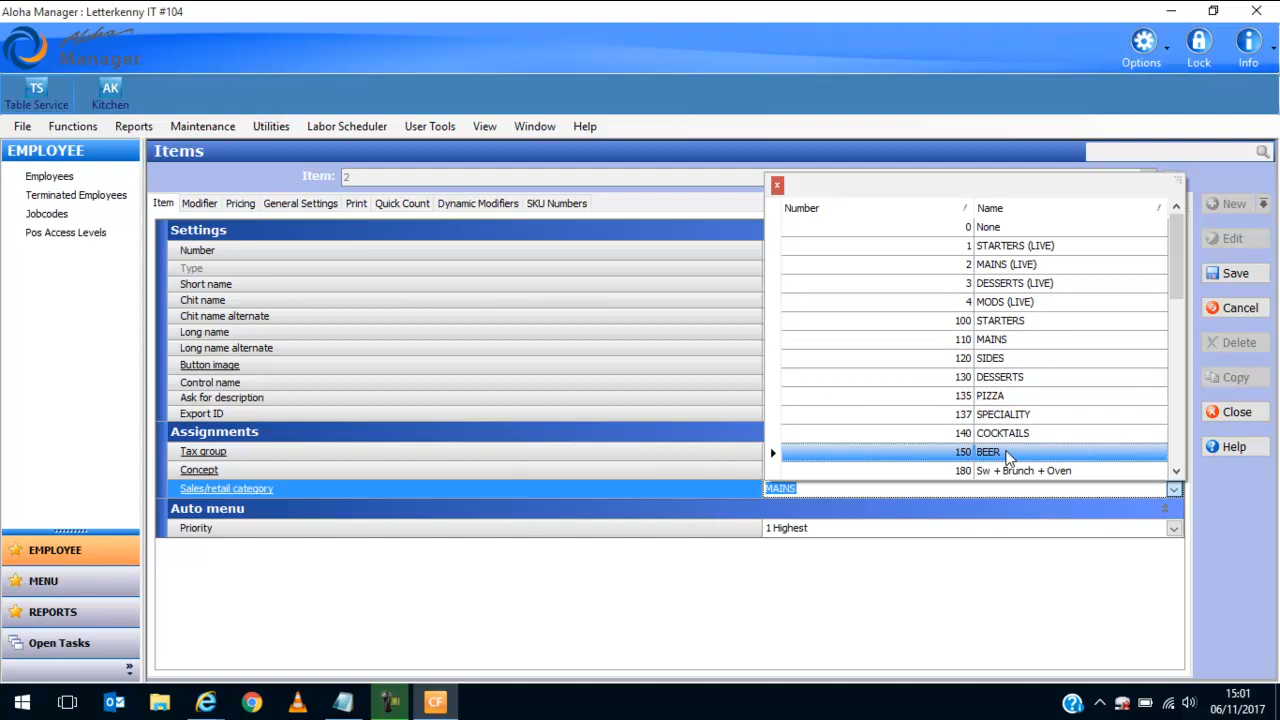 Aloha Manager : Letterkenny IT #104
Aloha
Manager
Options
Lock
Info
TS
Table Service
AK
Kitchen
File
Functions
Reports
Maintenance
Utilities
Labor Scheduler
User Tools
View
Window
Help
EMPLOYEE
Employees
Terminated Employees
Jobcodes
Pos Access Levels
Items
Item: 2
Item
Modifier
Pricing
General Settings
Print
Quick Count
Dynamic Modifiers
SKU Numbers
Settings
Number
Type
Short name
Chit name
Chit name alternate
Long name
Long name alternate
Button image
Control name
Ask for description
Export ID
Assignments
Tax group
Concept
Sales/retail category MAINS
Auto menu
Priority 1 Highest
x
Number / Name /
0 None
1 STARTERS (LIVE)
2 MAINS (LIVE)
3 DESSERTS (LIVE)
4 MODS (LIVE)
100 STARTERS
110 MAINS
120 SIDES
130 DESSERTS
135 PIZZA
137 SPECIALITY
140 COCKTAILS
150 BEER
180 Sw + Brunch + Oven
New
Edit
Save
Cancel
Delete
Copy
Close
Help
EMPLOYEE
MENU
REPORTS
Open Tasks
CF
15:01
06/11/2017